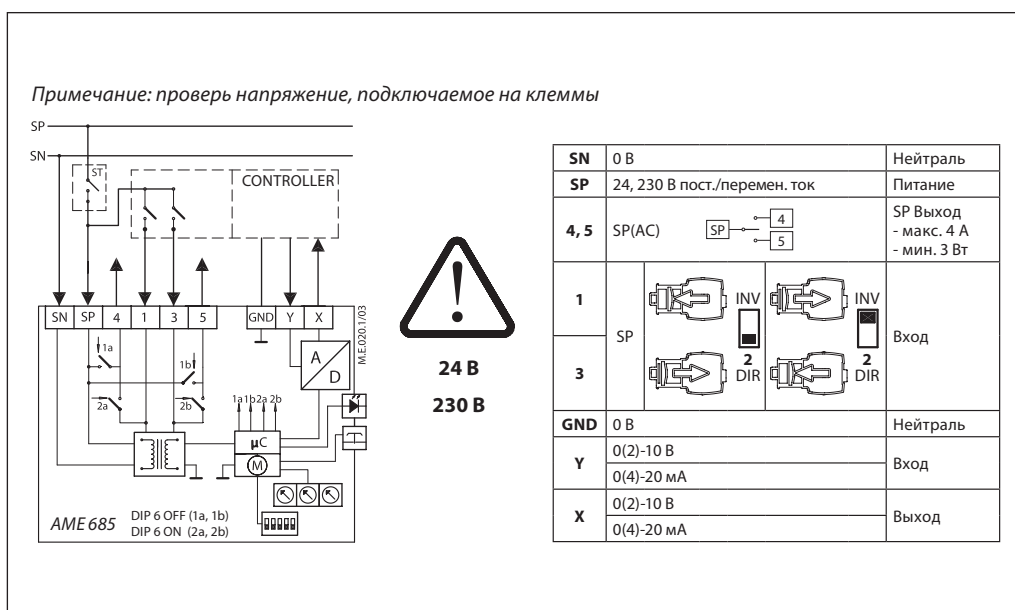 Примечание: проверь напряжение, подключаемое на клеммы
SP
SN
ST
CONTROLLER
SN SP 4 1 3 5 GND Y X
M.E.020.1/03
1a
1b
2a
2b
A
D
1a 1b 2a 2b
µC
M
AME 685
DIP 6 OFF (1a, 1b)
DIP 6 ON (2a, 2b)
24 В
230 В
SN 0 В Нейтраль
SP 24, 230 В пост./перемен. ток Питание
4, 5 SP(AC) SP 4 5
SP Выход
- макс. 4 А
- мин. 3 Вт
1
3
SP
INV
2
DIR
INV
2
DIR
Вход
GND 0 В Нейтраль
Y
0(2)-10 В
0(4)-20 мА
Вход
X
0(2)-10 В
0(4)-20 мА
Выход